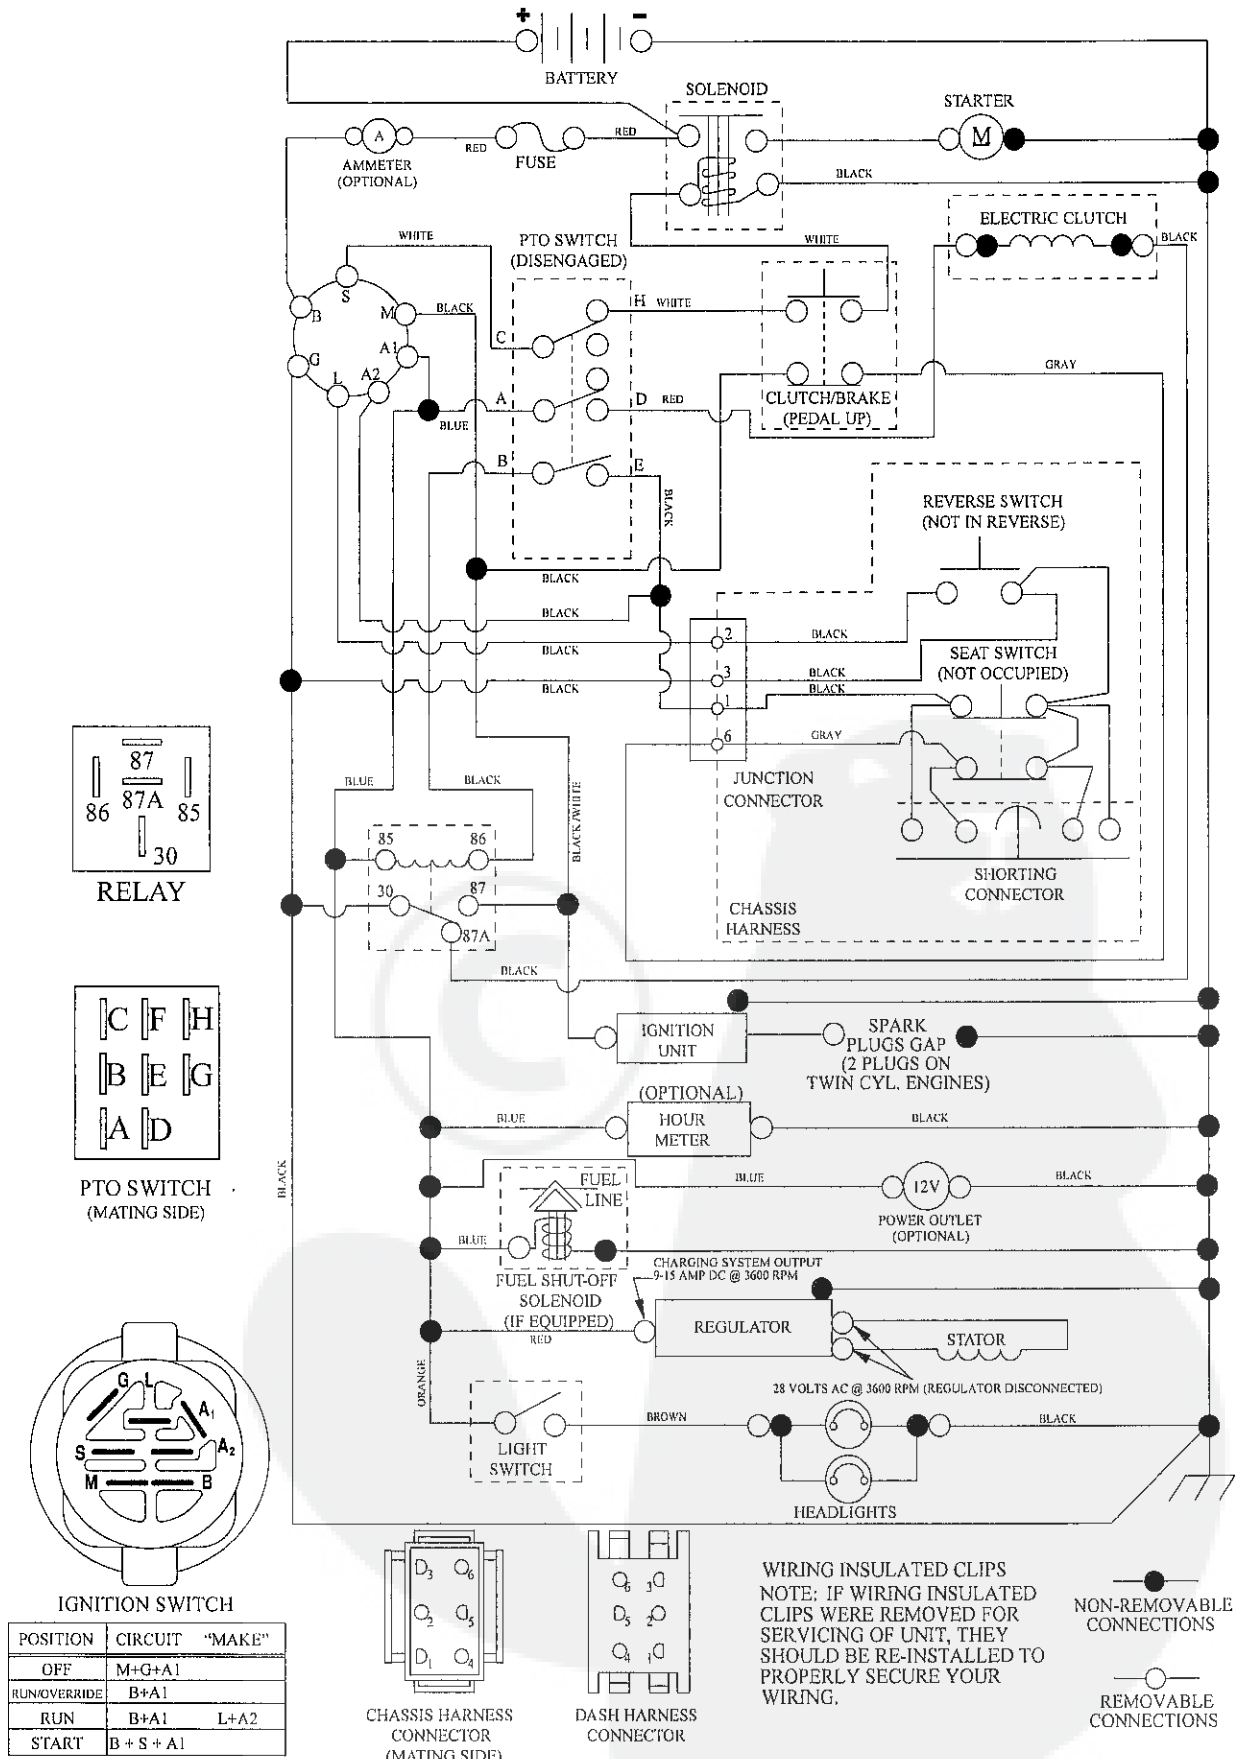 + -
BATTERY
SOLENOID
STARTER
A
RED
FUSE
RED
M
AMMETER
(OPTIONAL)
BLACK
ELECTRIC CLUTCH
WHITE
PTO SWITCH
(DISENGAGED)
WHITE
BLACK
S
B
M
BLACK
H WHITE
C
G
A1
L
A2
GRAY
A
D RED
CLUTCH/BRAKE
(PEDAL UP)
BLUE
B
E
BLACK
REVERSE SWITCH
(NOT IN REVERSE)
BLACK
BLACK
2
BLACK
BLACK
SEAT SWITCH
(NOT OCCUPIED)
3
BLACK
BLACK
1
BLACK
6
GRAY
JUNCTION
CONNECTOR
87
87A
86
85
30
RELAY
BLUE
BLACK
BLACK/WHITE
85
86
30
87
87A
SHORTING
CONNECTOR
CHASSIS
HARNESS
BLACK
C F H
B E G
A D
PTO SWITCH
(MATING SIDE)
IGNITION
UNIT
SPARK
PLUGS GAP
(2 PLUGS ON
TWIN CYL. ENGINES)
(OPTIONAL)
HOUR
METER
BLUE
BLACK
BLACK
FUEL
LINE
BLUE
12V
BLACK
POWER OUTLET
(OPTIONAL)
BLUE
FUEL SHUT-OFF
SOLENOID
(IF EQUIPPED)
CHARGING SYSTEM OUTPUT
9-15 AMP DC @ 3600 RPM
RED
REGULATOR
STATOR
28 VOLTS AC @ 3600 RPM (REGULATOR DISCONNECTED)
ORANGE
LIGHT
SWITCH
BROWN
BLACK
HEADLIGHTS
G L
A1
S
A2
M
B
IGNITION SWITCH
POSITION CIRCUIT "MAKE"
OFF M+G+A1
RUN/OVERRIDE B+A1
RUN B+A1 L+A2
START B + S + A1
3 6
2 5
1 4
CHASSIS HARNESS
CONNECTOR
(MATING SIDE)
6 3
5 2
4 1
DASH HARNESS
CONNECTOR
WIRING INSULATED CLIPS
NOTE: IF WIRING INSULATED
CLIPS WERE REMOVED FOR
SERVICING OF UNIT, THEY
SHOULD BE RE-INSTALLED TO
PROPERLY SECURE YOUR
WIRING.
NON-REMOVABLE
CONNECTIONS
REMOVABLE
CONNECTIONS
©